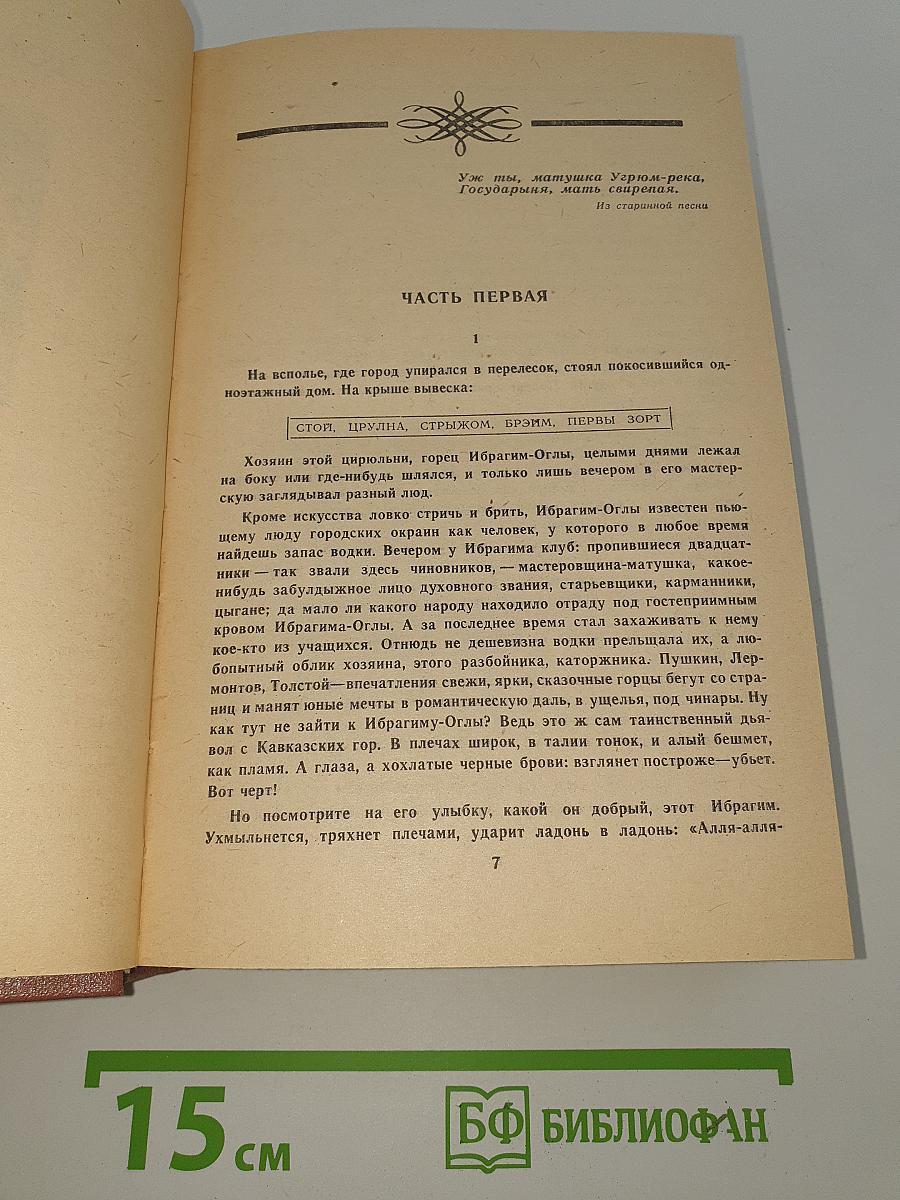 Уж ты, матушка Угрюм-река,
Государыня, мать свирепая.
Из старинной песни
ЧАСТЬ ПЕРВАЯ
1
На всполье, где город упирался в перелесок, стоял покосившийся од-
ноэтажный дом. На крыше вывеска:
СТОЙ, ЦРУЛНА, СТРЫЖОМ, БРЭИМ, ПЕРВЫ ЗОРТ
Хозяин этой цирюльни, горец Ибрагим-Оглы, целыми днями лежал
на боку или где-нибудь шлялся, и только лишь вечером в его мастер-
скую заглядывал разный люд.
Кроме искусства ловко стричь и брить, Ибрагим-Оглы известен пью-
щему люду городских окраин как человек, у которого в любое время
найдешь запас водки. Вечером у Ибрагима клуб: пропившиеся двадцат-
ники — так звали здесь чиновников, — мастеровщина-матушка, какое-
нибудь забулдыжное лицо духовного звания, старьевщики, карманники,
цыгане; да мало ли какого народу находило отраду под гостеприимным
кровом Ибрагима-Оглы. А за последнее время стал захаживать к нему
кое-кто из учащихся. Отнюдь не дешевизна водки прельщала их, а лю-
бопытный облик хозяина, этого разбойника, каторжника. Пушкин, Лер-
монтов, Толстой—впечатления свежи, ярки, сказочные горцы бегут со стра-
ниц и манят юные мечты в романтическую даль, в ущелья, под чинары. Ну
как тут не зайти к Ибрагиму-Оглы? Ведь это ж сам таинственный дья-
вол с Кавказских гор. В плечах широк, в талии тонок, и алый бешмет,
как пламя. А глаза, а хохлатые черные брови: взглянет построже—убьет.
Вот черт!
Но посмотрите на его улыбку, какой он добрый, этот Ибрагим.
Ухмыльнется, тряхнет плечами, ударит ладонь в ладонь: «Алля-алля-
7
15 см
БФ БИБЛИОФАН